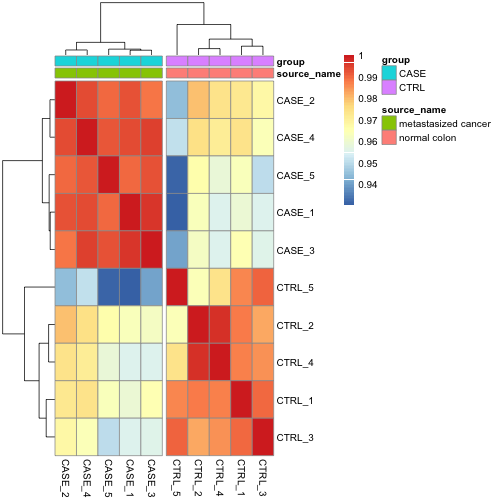 group
source_name
CASE_2
CASE_4
CASE_5
CASE_1
CASE_3
CTRL_5
CTRL_2
CTRL_4
CTRL_1
CTRL_3
CASE_2
CASE_4
CASE_5
CASE_1
CASE_3
CTRL_5
CTRL_2
CTRL_4
CTRL_1
CTRL_3
1
0.99
0.98
0.97
0.96
0.95
0.94
group
CASE
CTRL
source_name
metastasized cancer
normal colon